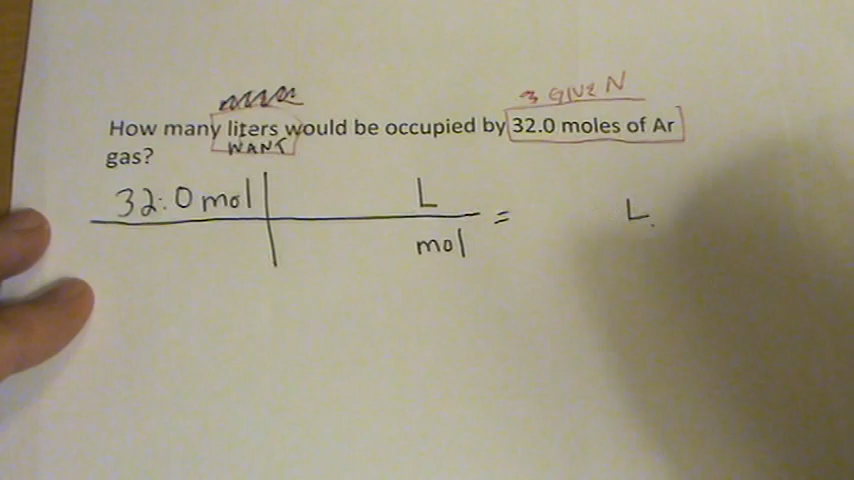 3 GIVEN
How many liters would be occupied by 32.0 moles of Ar
WANT
gas?
32.0 mol L = L
mol